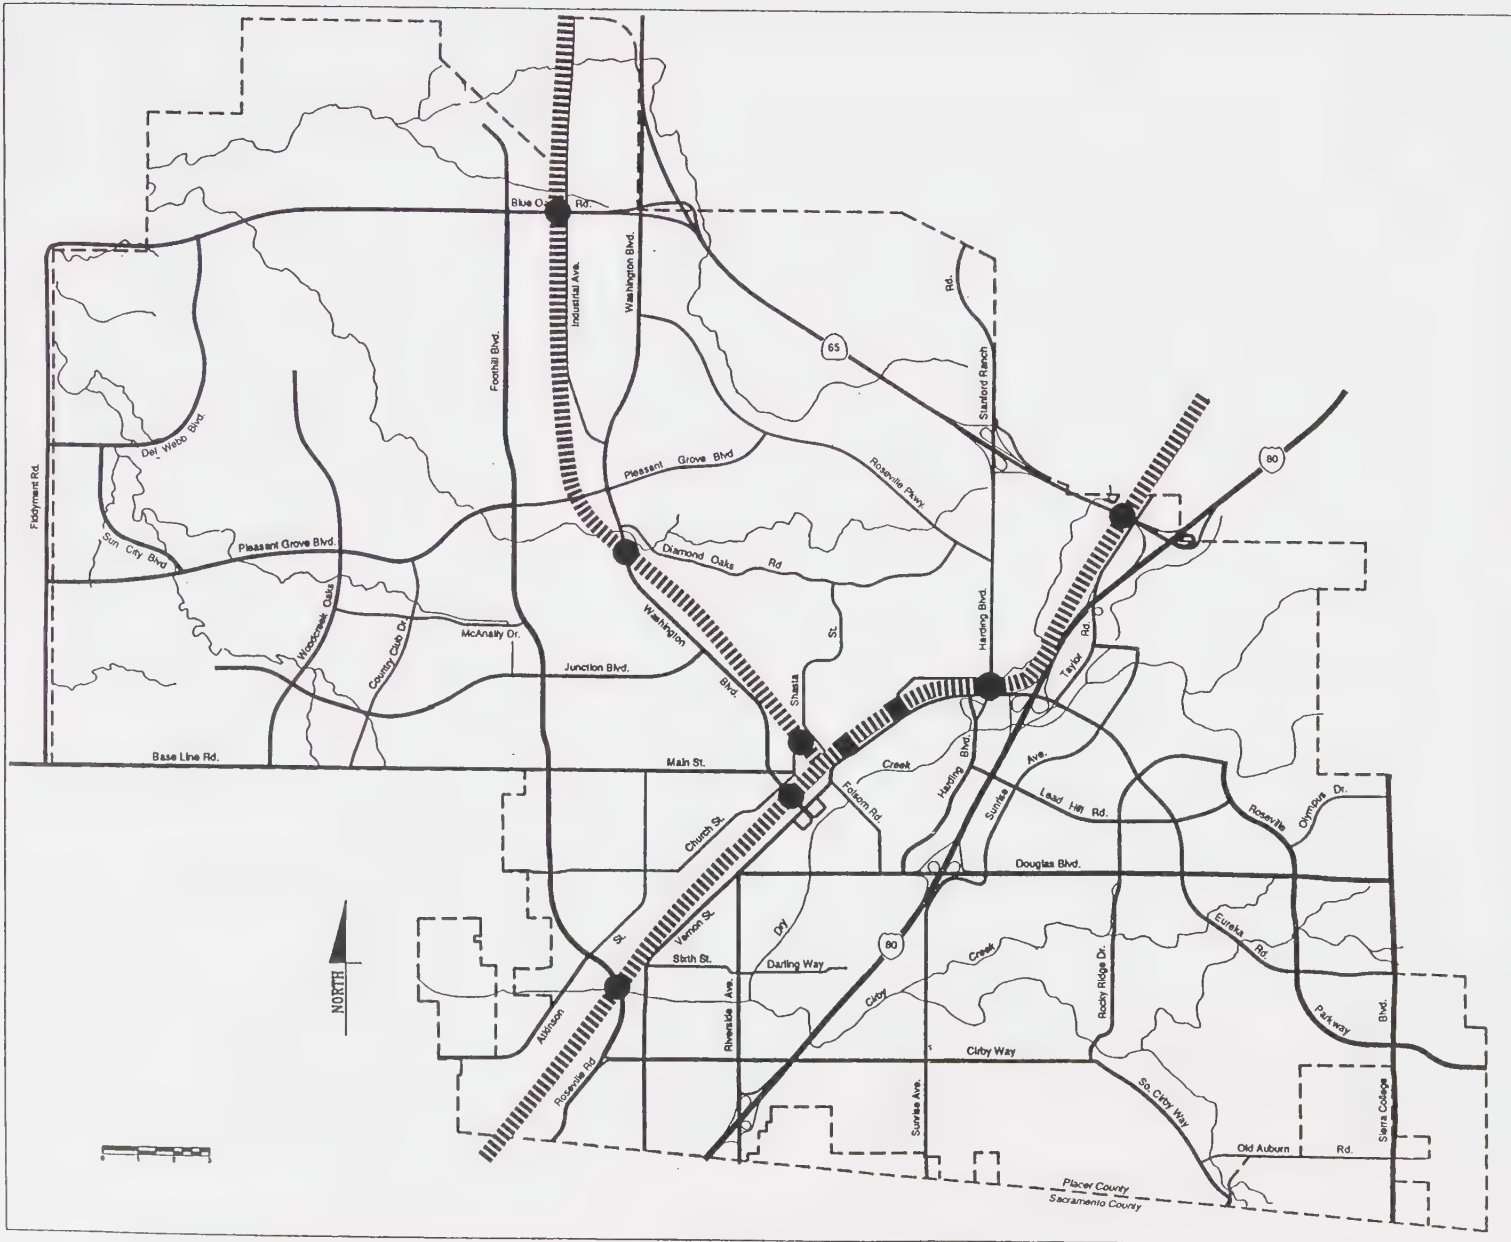 Blue O
Rd.
Industrial Ave.
Washington Blvd.
Foothill Blvd.
65
Rd.
Stanford Ranch
Del Webb Blvd.
Fiddyment Rd.
Sun City Blvd
Pleasant Grove Blvd.
Pleasant Grove Blvd
Roseville Pkwy.
80
Diamond Oaks Rd
Woodcreek Oaks
Country Club Dr.
McAnally Dr.
Junction Blvd.
Washington
Blvd.
St.
Shasta
Harding Blvd.
Taylor
Rd.
Base Line Rd.
Main St.
Creek
Folsom Rd.
Harding Blvd.
Sunrise
Ave.
Lead Hill Rd.
Roseville
Olympus Dr.
Church St.
Douglas Blvd.
Vernon St.
St.
Sixth St.
Darling Way
Dry
80
Creek
Cirby
Rocky Ridge Dr.
Eureka
Rd.
Parkway
Blvd.
NORTH
Atkinson
Riverside Ave.
Roseville Rd
Cirby Way
Sunrise Ave.
So. Cirby Way
Sierra College
Old Auburn
Rd.
Placer County
Sacramento County